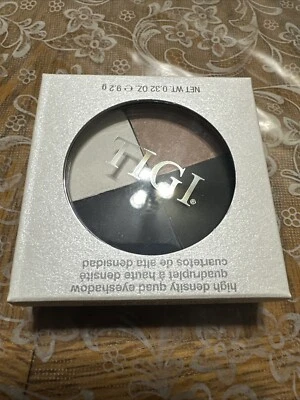 high density quad eyeshadow
quadruplet à haute densité
cuartetos de alta densidad
TIGI®
NET WT. 0.32 OZ. ℮ 9.2 G